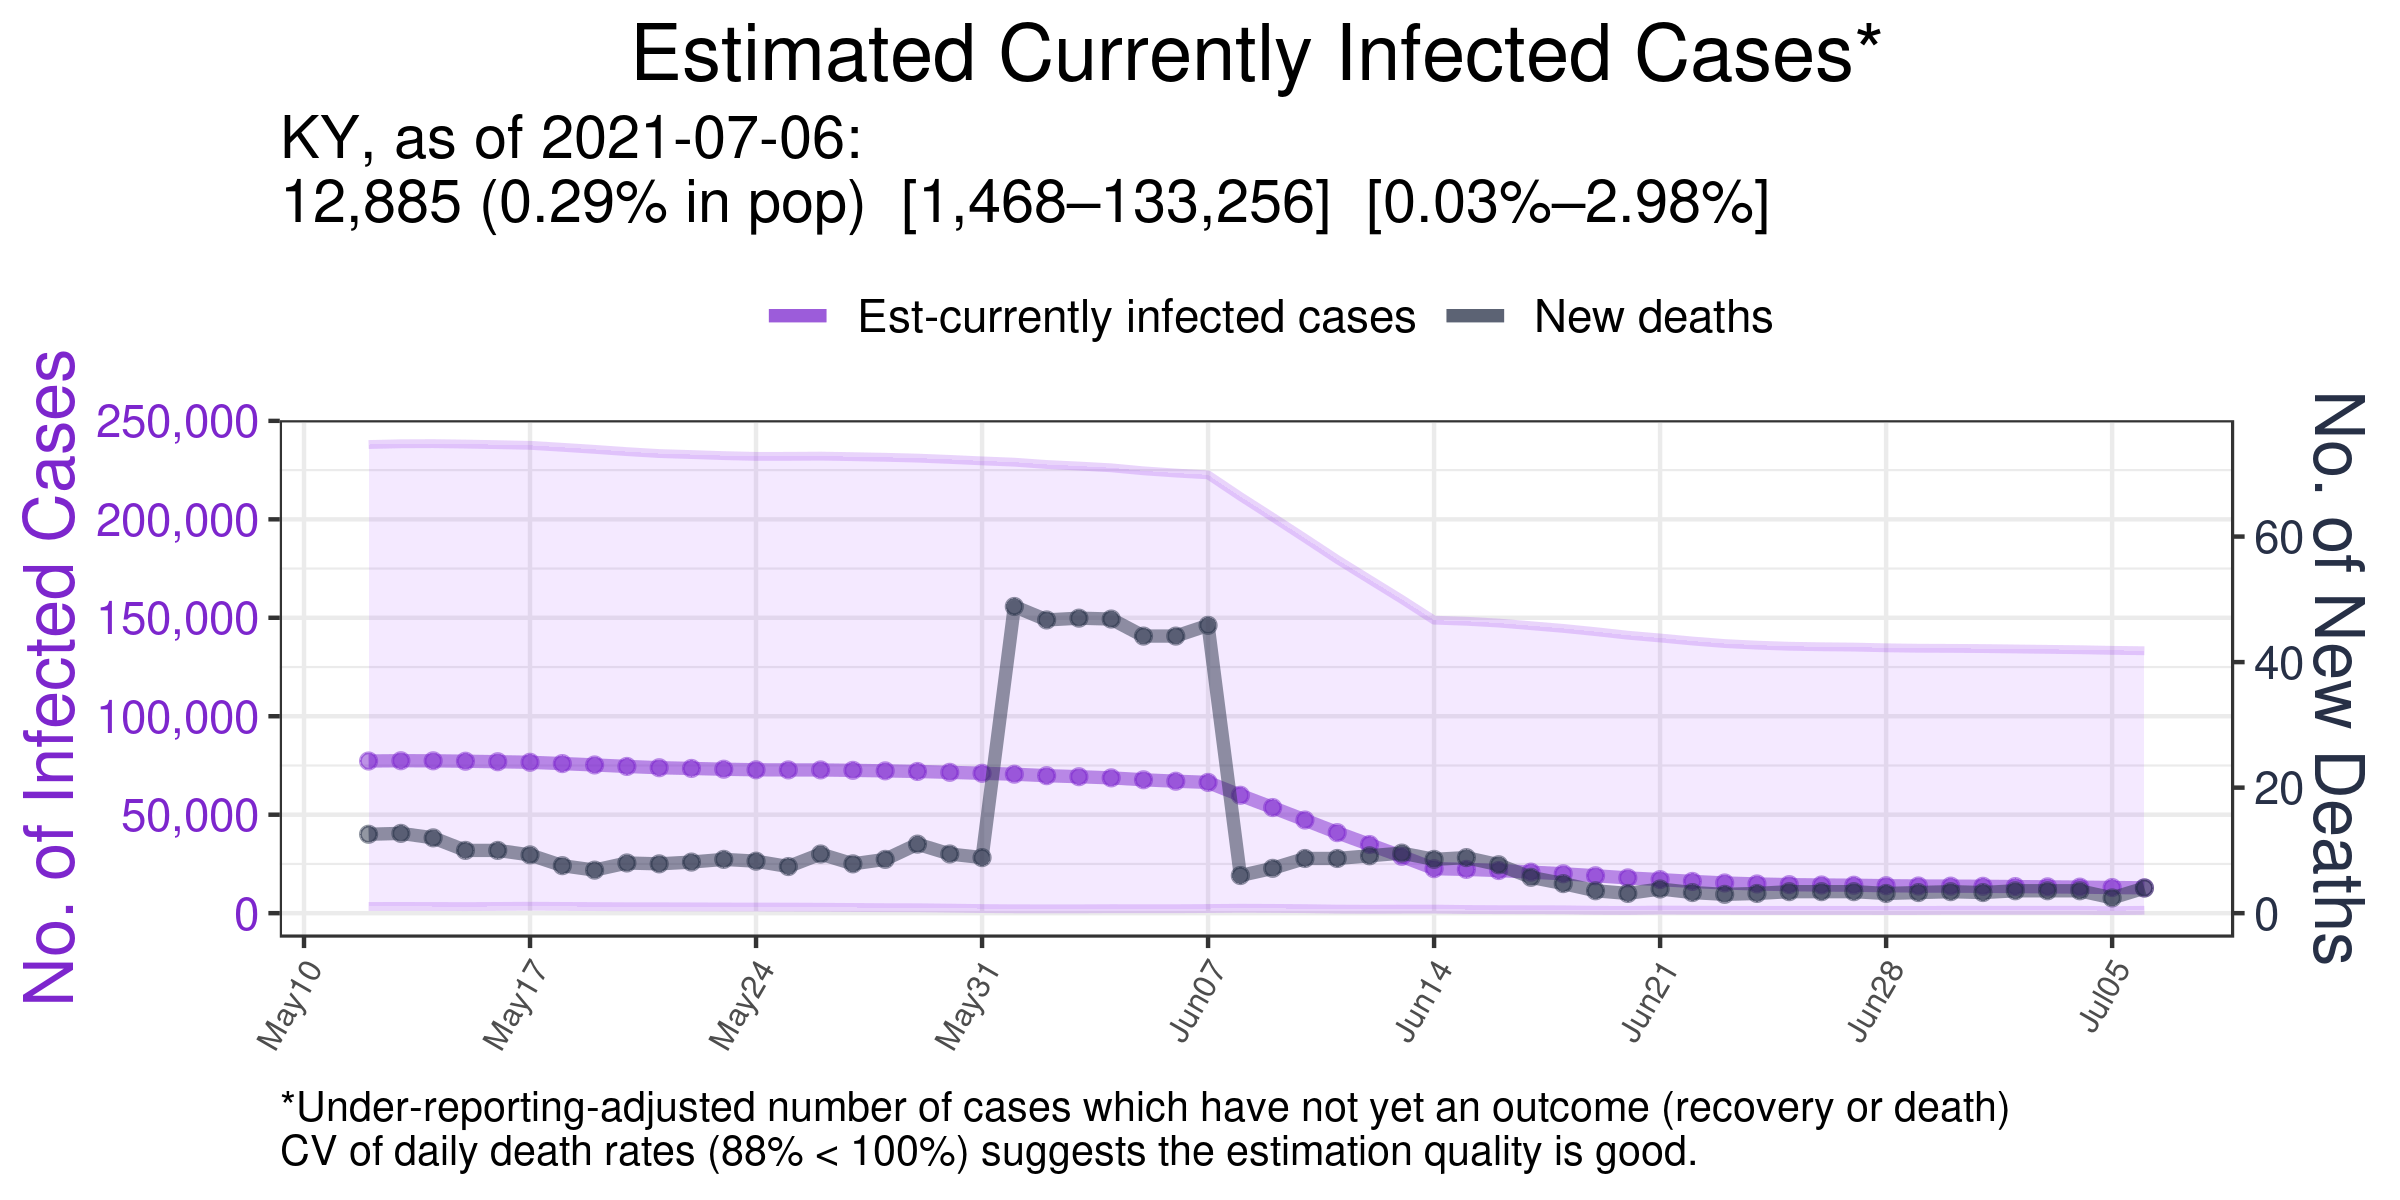 Estimated Currently Infected Cases*
KY, as of 2021-07-06:
12,885 (0.29% in pop)  [1,468–133,256]  [0.03%–2.98%]
Est-currently infected cases
New deaths
No. of Infected Cases
250,000
200,000
150,000
100,000
50,000
0
60
40
20
0
No. of New Deaths
May10
May17
May24
May31
Jun07
Jun14
Jun21
Jun28
Jul05
*Under-reporting-adjusted number of cases which have not yet an outcome (recovery or death)
CV of daily death rates (88% < 100%) suggests the estimation quality is good.